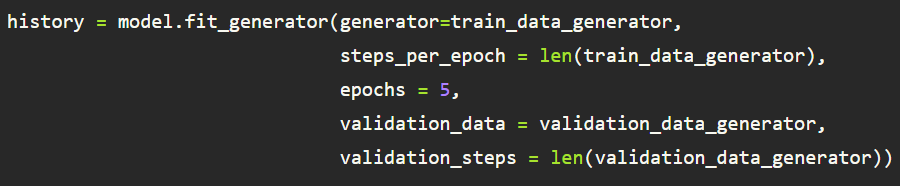 history = model.fit_generator(generator=train_data_generator,
steps_per_epoch = len(train_data_generator),
epochs = 5,
validation_data = validation_data_generator,
validation_steps = len(validation_data_generator))